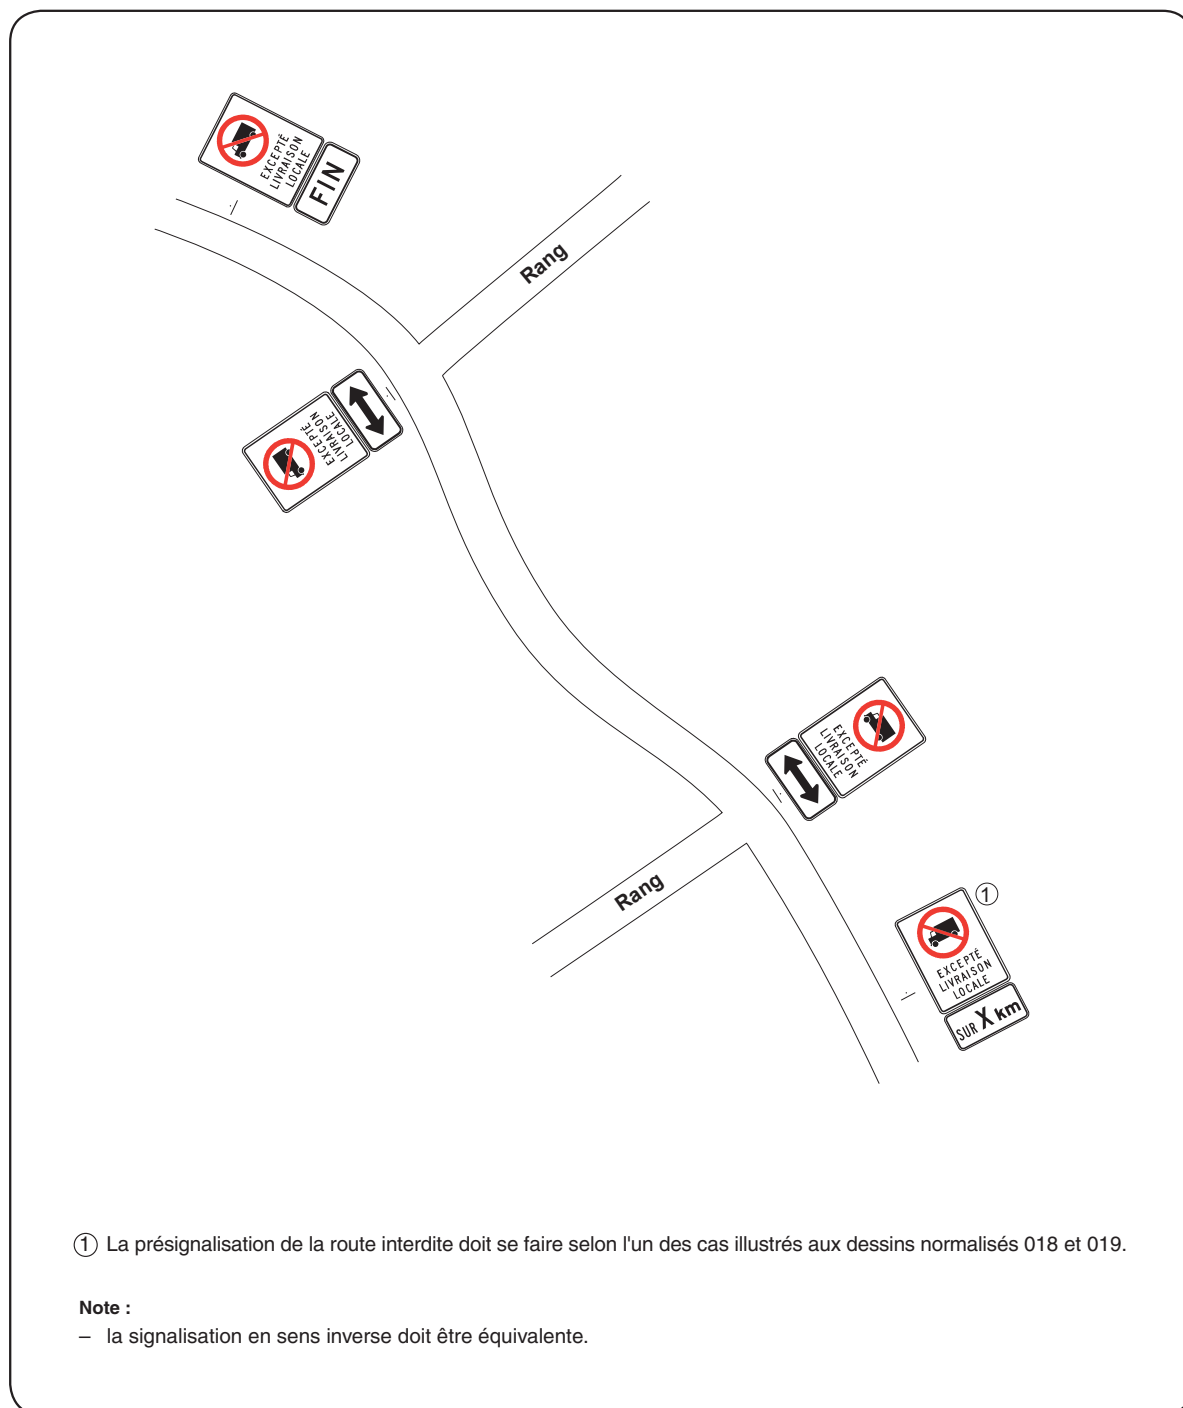 EXCEPTÉ
LIVRAISON
LOCALE
FIN
Rang
EXCEPTÉ
LIVRAISON
LOCALE
EXCEPTÉ
LIVRAISON
LOCALE
Rang
1
EXCEPTÉ
LIVRAISON
LOCALE
SUR X km
1 La présignalisation de la route interdite doit se faire selon l'un des cas illustrés aux dessins normalisés 018 et 019.
Note :
– la signalisation en sens inverse doit être équivalente.